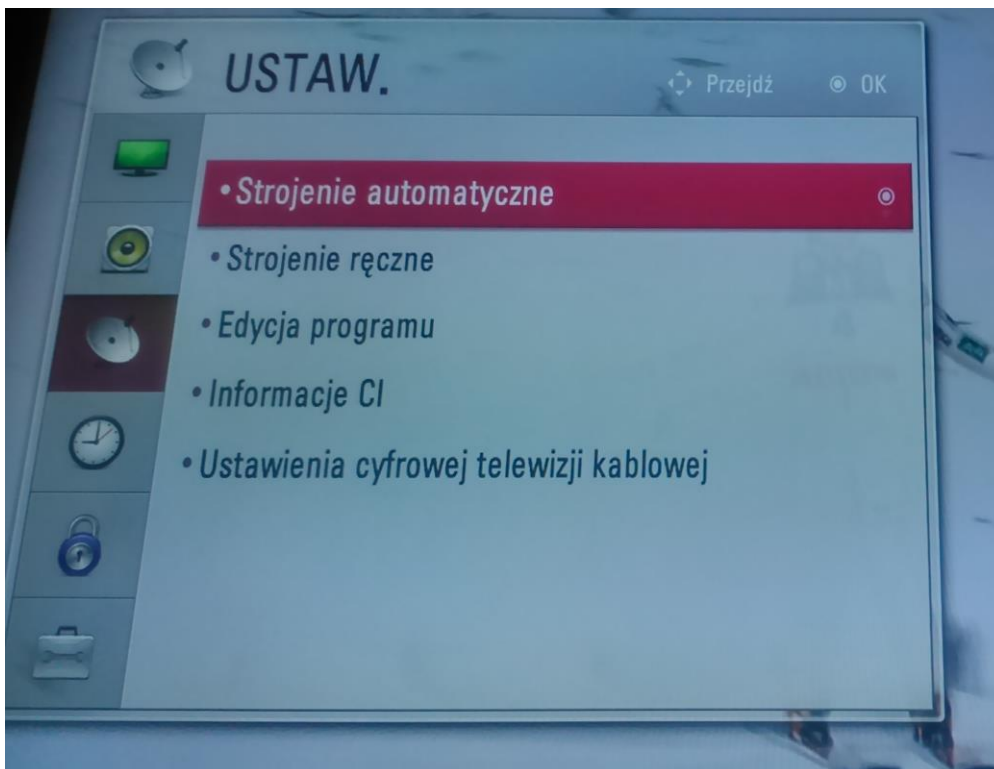 USTAW.
Przejdź OK
• Strojenie automatyczne
• Strojenie ręczne
• Edycja programu
• Informacje CI
• Ustawienia cyfrowej telewizji kablowej